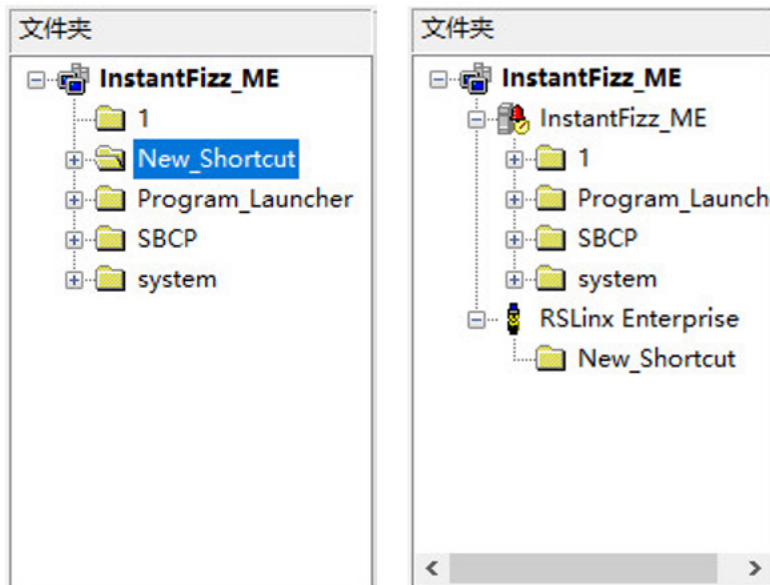 文件夹
InstantFizz_ME
1
New_Shortcut
Program_Launcher
SBCP
system
文件夹
InstantFizz_ME
InstantFizz_ME
1
Program_Launch
SBCP
system
RSLinx Enterprise
New_Shortcut